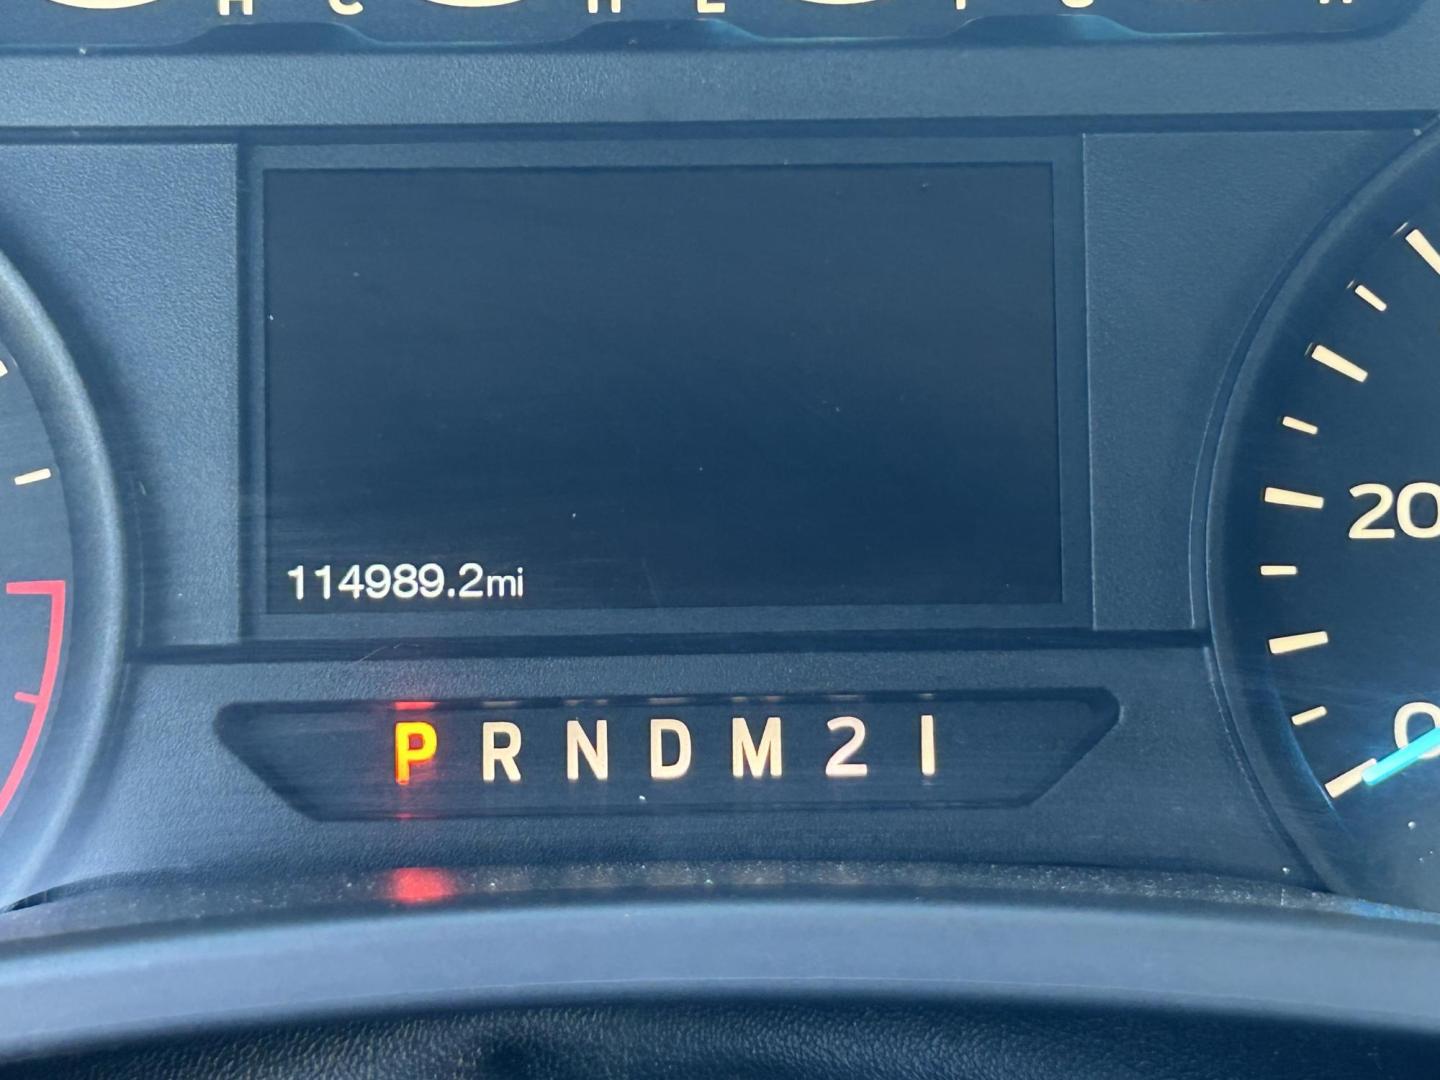 H C H E F C H
20
114989.2mi
0
P R N D M 2 1